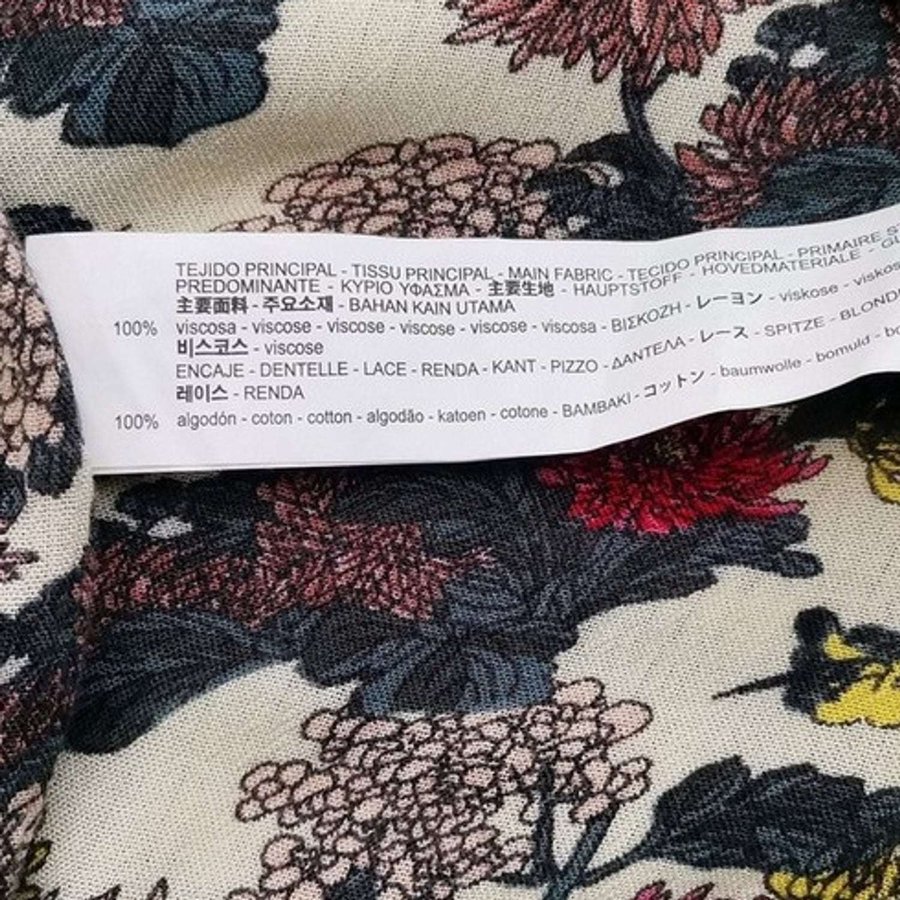 TEJIDO PRINCIPAL - TISSU PRINCIPAL - MAIN FABRIC - TECIDO PRINCIPAL - PRIMAIRE
PREDOMINANTE - ΚΥΡΙΟ ΥΦΑΣΜΑ - 主要生地 - HAUPTSTOFF - HOVEDMATERIALE -
主要面料 - 주요소재 - BAHAN KAIN UTAMA
100% viscosa - viscose - viscose - viscose - viscose - viscosa - ΒΙΣΚΟΖΗ - レーヨン - viskose -
비스코스 - viscose
ENCAJE - DENTELLE - LACE - RENDA - KANT - PIZZO - ΔΑΝΤΕΛΑ - レース - SPITZE -
레이스 - RENDA
100% algodón - coton - cotton - algodão - katoen - cotone - ΒΑΜΒΑΚΙ - コットン - baumwolle - bomuld -